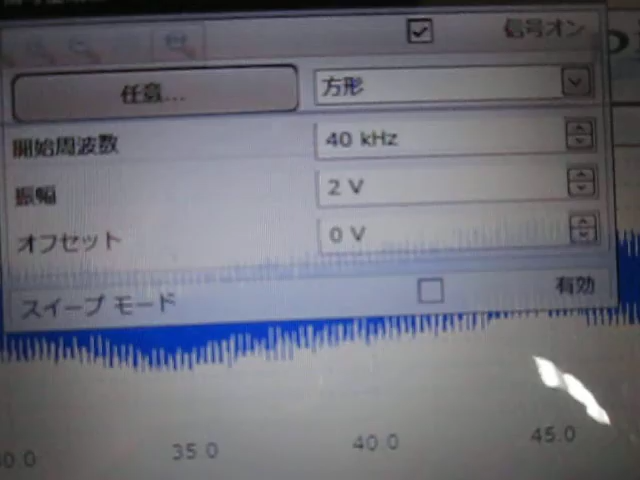 信号オン
任意...
方形
開始周波数
40 kHz
振幅
2 V
オフセット
0 V
スイープ モード
有効
35.0
40.0
45.0